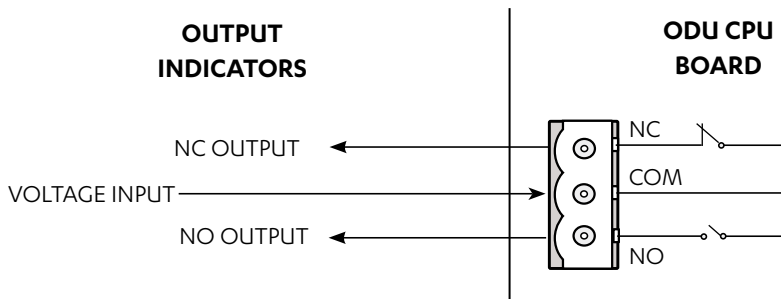 OUTPUT
INDICATORS
ODU CPU
BOARD
NC OUTPUT
NC
VOLTAGE INPUT
COM
NO OUTPUT
NO